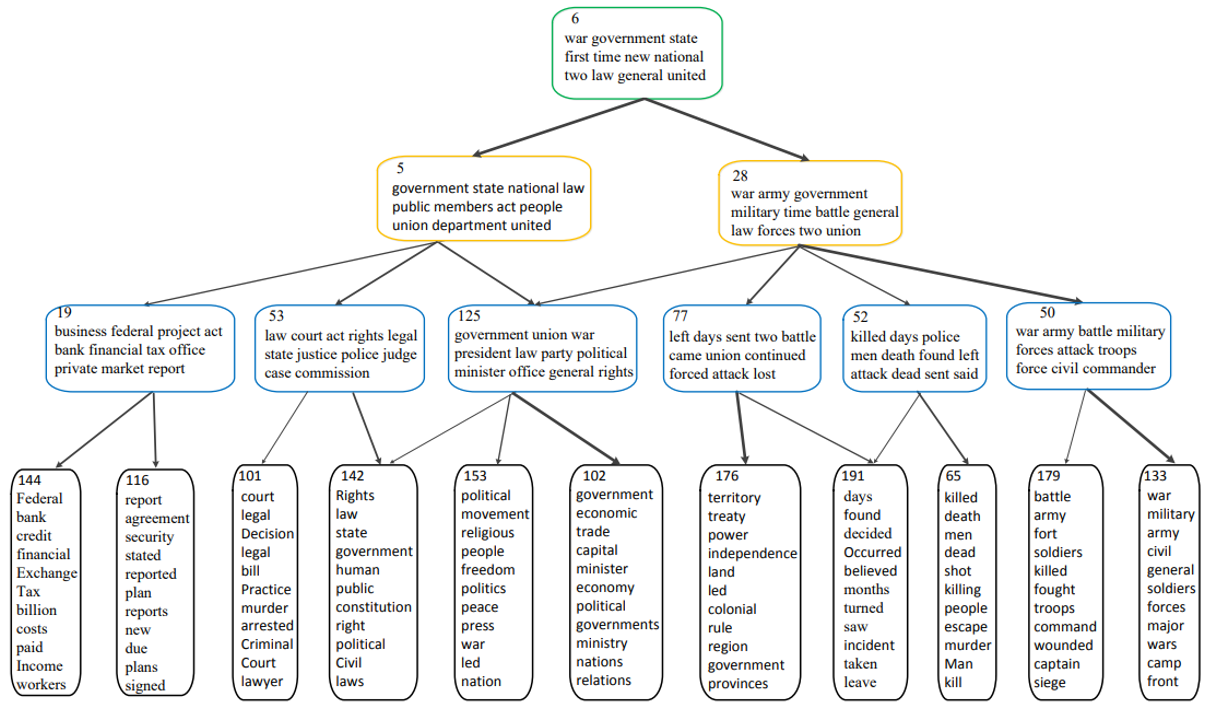 6
war government state
first time new national
two law general united
5
government state national law
public members act people
union department united
28
war army government
military time battle general
law forces two union
19
business federal project act
bank financial tax office
private market report
53
law court act rights legal
state justice police judge
case commission
125
government union war
president law party political
minister office general rights
77
left days sent two battle
came union continued
forced attack lost
52
killed days police
men death found left
attack dead sent said
50
war army battle military
forces attack troops
force civil commander
144
Federal
bank
credit
financial
Exchange
Tax
billion
costs
paid
Income
workers
116
report
agreement
security
stated
reported
plan
reports
new
due
plans
signed
101
court
legal
Decision
legal
bill
Practice
murder
arrested
Criminal
Court
lawyer
142
Rights
law
state
government
human
public
constitution
right
political
Civil
laws
153
political
movement
religious
people
freedom
politics
peace
press
war
led
nation
102
government
economic
trade
capital
minister
economy
political
governments
ministry
nations
relations
176
territory
treaty
power
independence
land
led
colonial
rule
region
government
provinces
191
days
found
decided
Occurred
believed
months
turned
saw
incident
taken
leave
65
killed
death
men
dead
shot
killing
people
escape
murder
Man
kill
179
battle
army
fort
soldiers
killed
fought
troops
command
wounded
captain
siege
133
war
military
army
civil
general
soldiers
forces
major
wars
camp
front